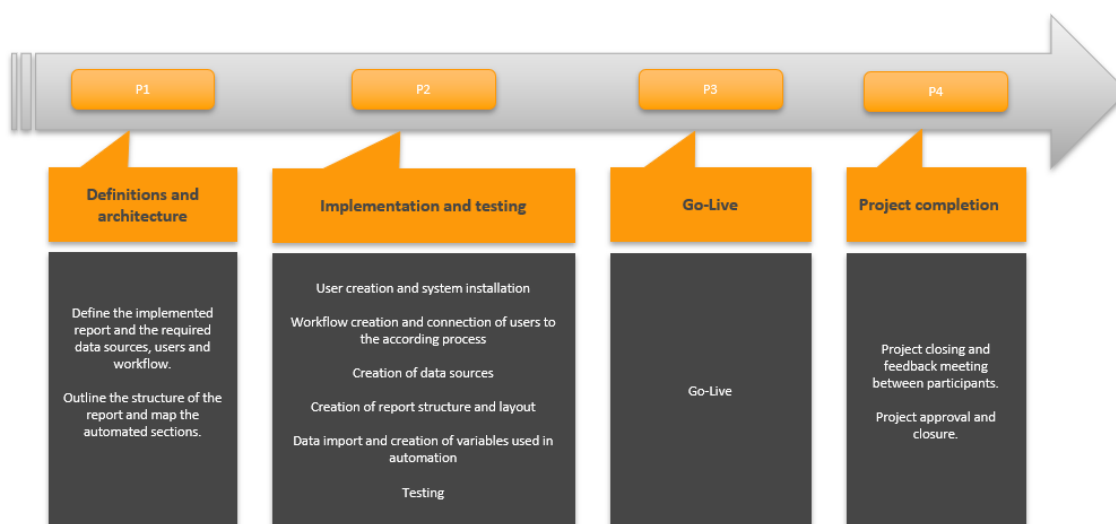 P1
P2
P3
P4
Definitions and
architecture
Implementation and testing
Go-Live
Project completion
Define the implemented
report and the required
data sources, users and
workflow.
Outline the structure of the
report and map the
automated sections.
User creation and system installation
Workflow creation and connection of users to
the according process
Creation of data sources
Creation of report structure and layout
Data import and creation of variables used in
automation
Testing
Go-Live
Project closing and
feedback meeting
between participants.
Project approval and
closure.